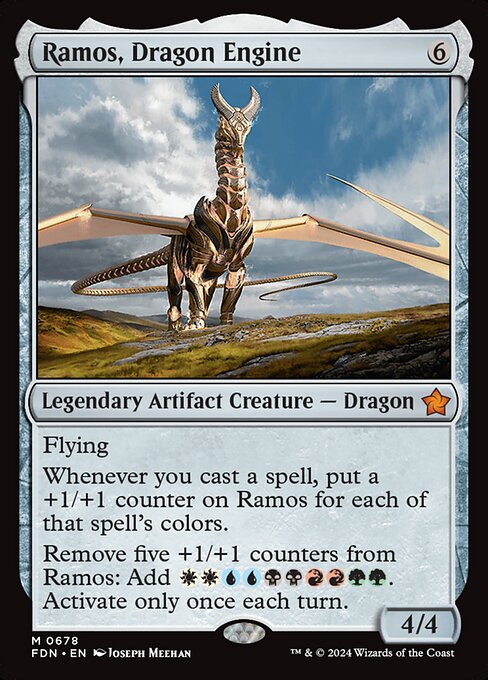 Ramos, Dragon Engine 6
Legendary Artifact Creature — Dragon
Flying
Whenever you cast a spell, put a
+1/+1 counter on Ramos for each of
that spell's colors.
Remove five +1/+1 counters from
Ramos: Add .
Activate only once each turn.
4/4
M 0678
FDN • EN Joseph Meehan
™ & © 2024 Wizards of the Coast